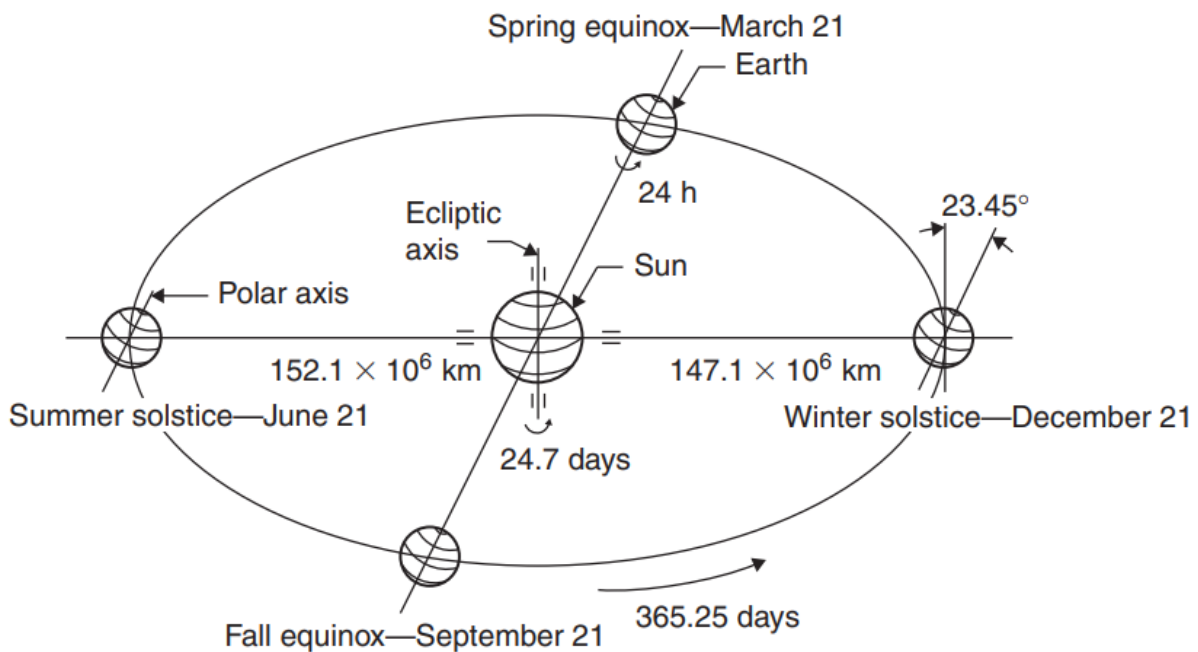 Spring equinox—March 21
Earth
24 h
23.45°
Ecliptic
axis
Sun
Polar axis
152.1 × 10⁶ km
147.1 × 10⁶ km
Summer solstice—June 21
Winter solstice—December 21
24.7 days
365.25 days
Fall equinox—September 21